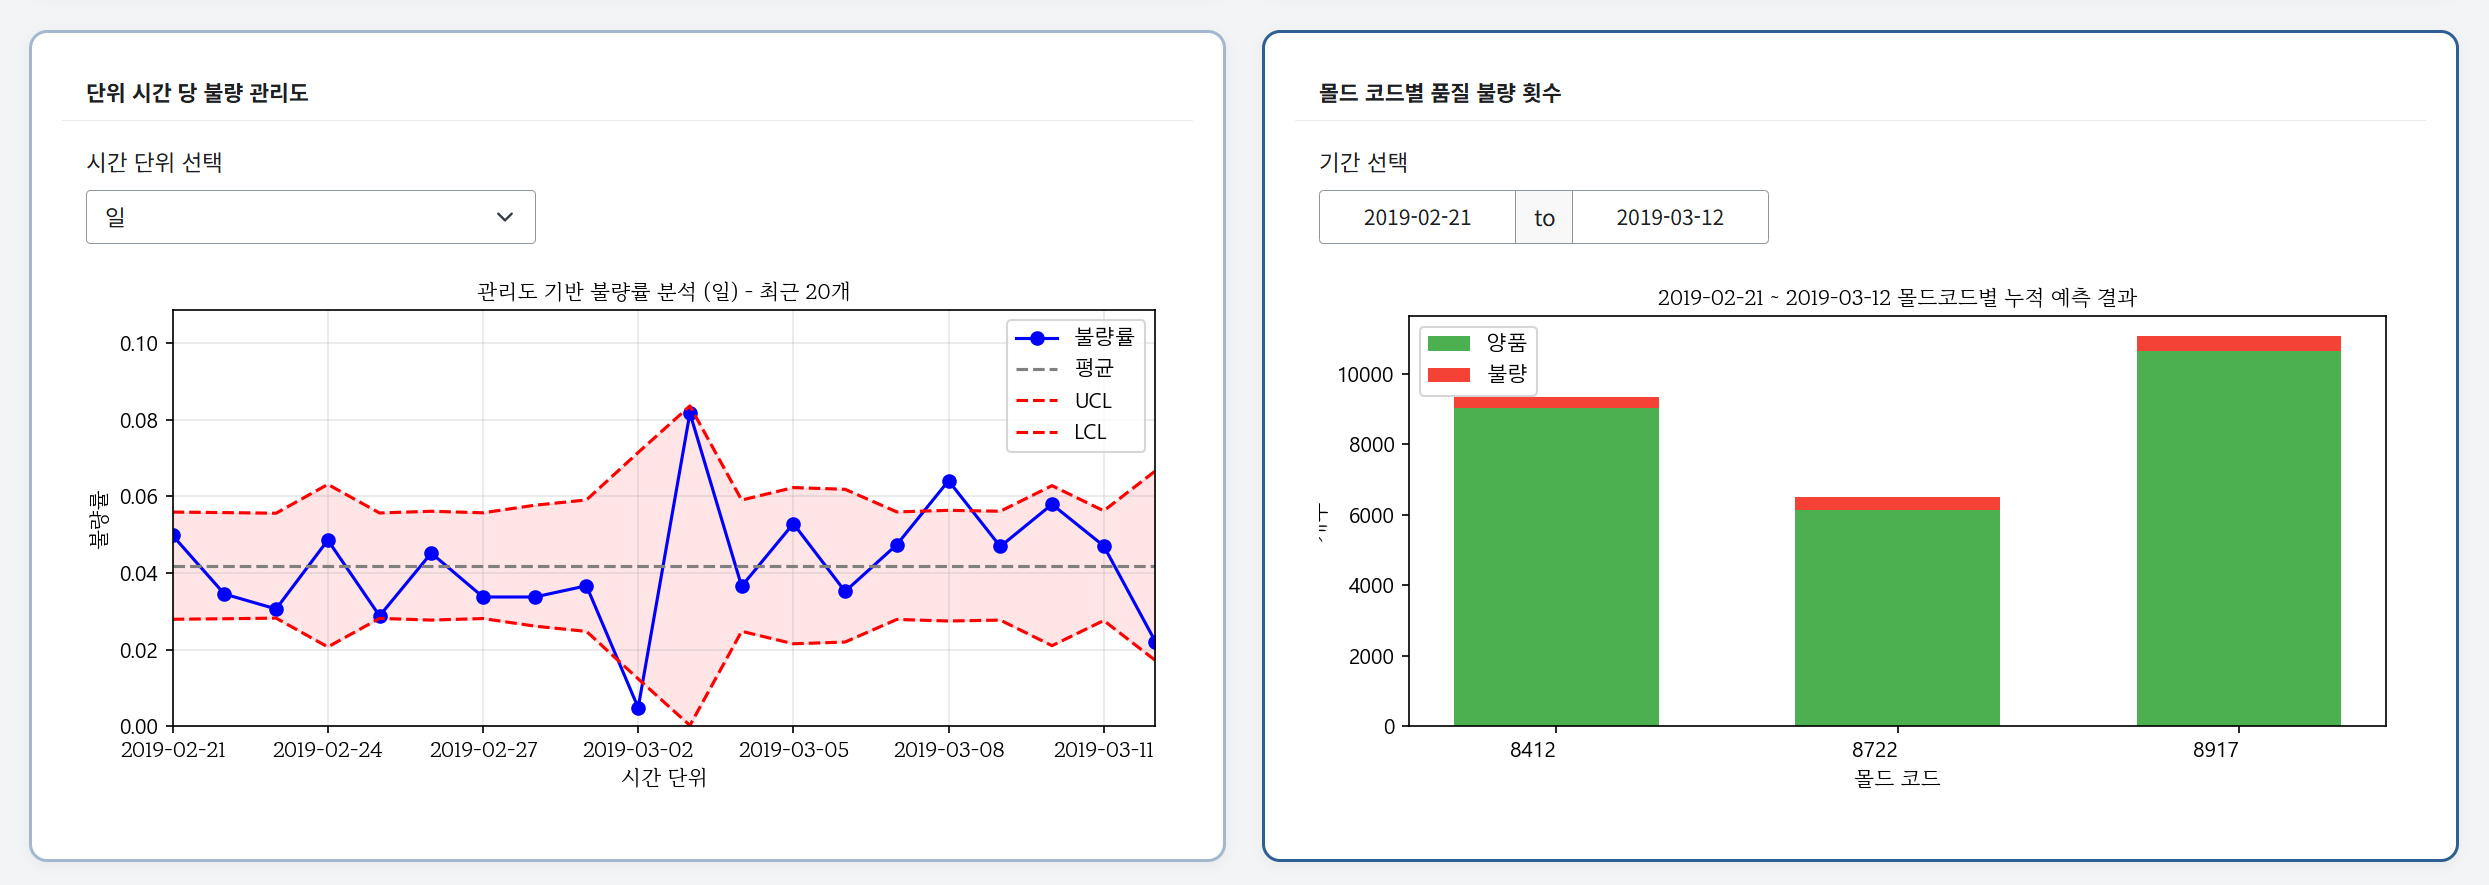 단위 시간 당 불량 관리도
시간 단위 선택
일
관리도 기반 불량률 분석 (일) - 최근 20개
불량률
평균
UCL
LCL
0.10
0.08
0.06
0.04
0.02
0.00
불량률
2019-02-21
2019-02-24
2019-02-27
2019-03-02
2019-03-05
2019-03-08
2019-03-11
시간 단위
몰드 코드별 품질 불량 횟수
기간 선택
2019-02-21 to 2019-03-12
2019-02-21 ~ 2019-03-12 몰드코드별 누적 예측 결과
양품
불량
10000
8000
6000
4000
2000
0
8412
8722
8917
몰드 코드